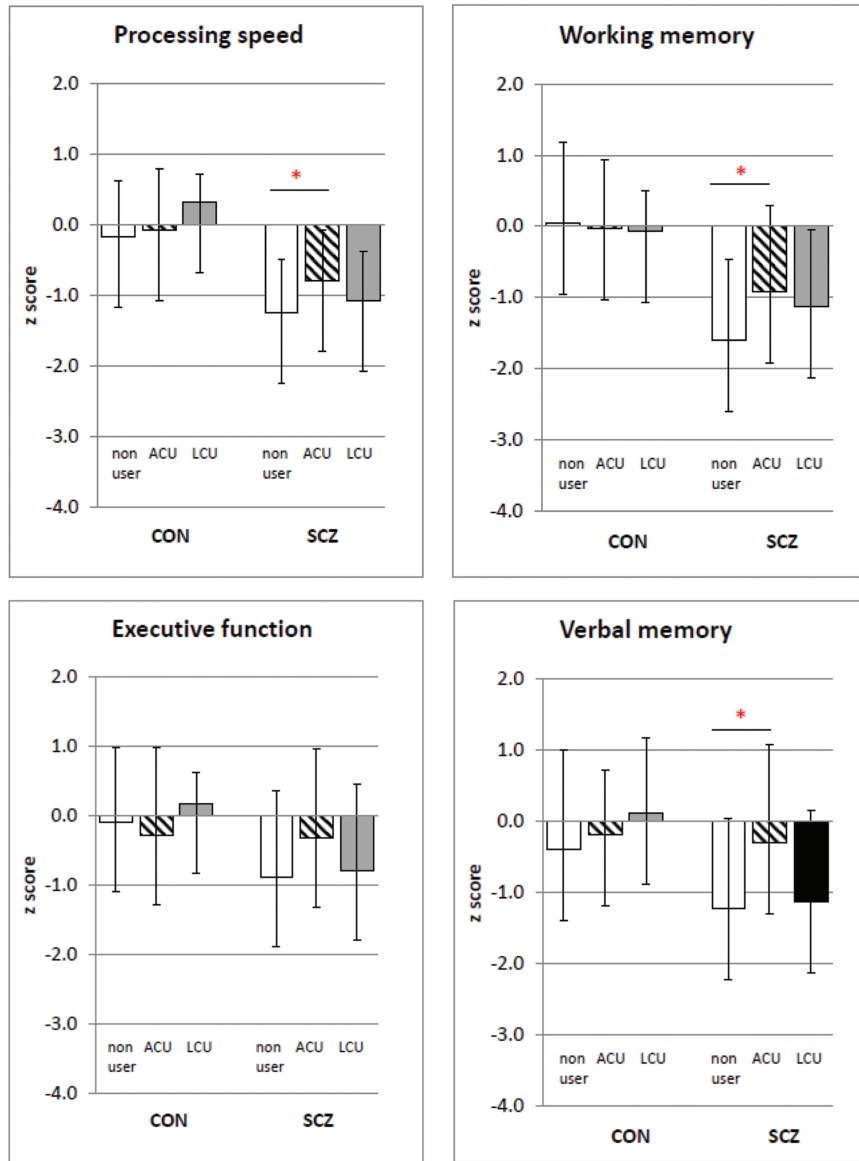 Processing speed
2.0
1.0
0.0
-1.0
-2.0
-3.0
-4.0
z score
*
non user
ACU
LCU
non user
ACU
LCU
CON
SCZ
Working memory
2.0
1.0
0.0
-1.0
-2.0
-3.0
-4.0
z score
*
non user
ACU
LCU
non user
ACU
LCU
CON
SCZ
Executive function
2.0
1.0
0.0
-1.0
-2.0
-3.0
-4.0
z score
non user
ACU
LCU
non user
ACU
LCU
CON
SCZ
Verbal memory
2.0
1.0
0.0
-1.0
-2.0
-3.0
-4.0
z score
*
non user
ACU
LCU
non user
ACU
LCU
CON
SCZ